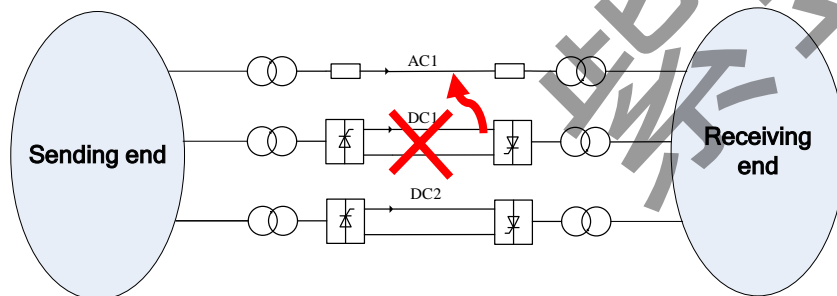 AC1
DC1
Sending end
Receiving
end
DC2